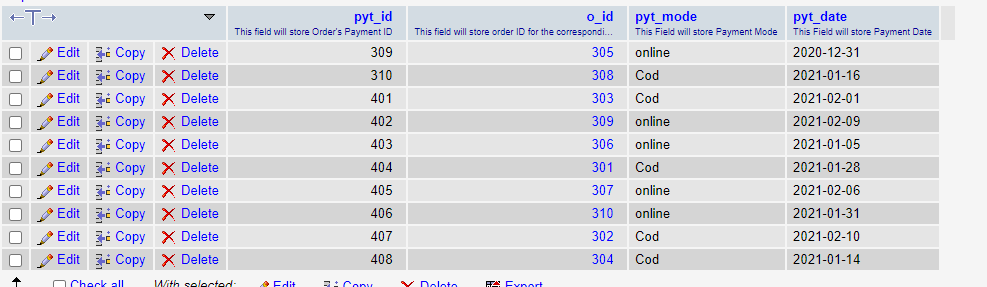 pyt_id o_id pyt_mode pyt_date
This field will store Order's Payment ID This field will store order ID for the correspondi... This Field will store Payment Mode This Field will store Payment Date
Edit Copy Delete 309 305 online 2020-12-31
Edit Copy Delete 310 308 Cod 2021-01-16
Edit Copy Delete 401 303 Cod 2021-02-01
Edit Copy Delete 402 309 online 2021-02-09
Edit Copy Delete 403 306 online 2021-01-05
Edit Copy Delete 404 301 Cod 2021-01-28
Edit Copy Delete 405 307 online 2021-02-06
Edit Copy Delete 406 310 online 2021-01-31
Edit Copy Delete 407 302 Cod 2021-02-10
Edit Copy Delete 408 304 Cod 2021-01-14
Check all With selected: Edit Copy Delete Export